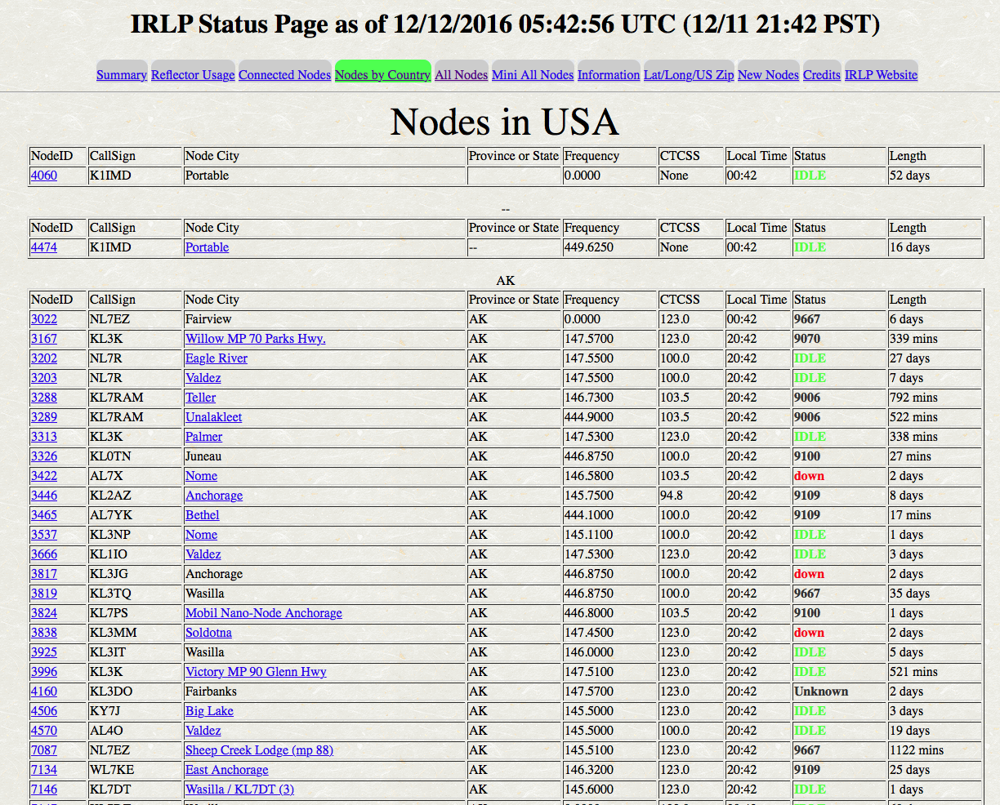 IRLP Status Page as of 12/12/2016 05:42:56 UTC (12/11 21:42 PST)
Summary Reflector Usage Connected Nodes Nodes by Country All Nodes Mini All Nodes Information Lat/Long/US Zip New Nodes Credits IRLP Website
Nodes in USA
NodeID CallSign Node City Province or State Frequency CTCSS Local Time Status Length
4060 K1IMD Portable 0.0000 None 00:42 IDLE 52 days
--
NodeID CallSign Node City Province or State Frequency CTCSS Local Time Status Length
4474 K1IMD Portable -- 449.6250 None 00:42 IDLE 16 days
AK
NodeID CallSign Node City Province or State Frequency CTCSS Local Time Status Length
3022 NL7EZ Fairview AK 0.0000 123.0 00:42 9667 6 days
3167 KL3K Willow MP 70 Parks Hwy. AK 147.5700 123.0 20:42 9070 339 mins
3202 NL7R Eagle River AK 147.5500 100.0 20:42 IDLE 27 days
3203 NL7R Valdez AK 147.5500 100.0 20:42 IDLE 7 days
3288 KL7RAM Teller AK 146.7300 103.5 20:42 9006 792 mins
3289 KL7RAM Unalakleet AK 444.9000 103.5 20:42 9006 522 mins
3313 KL3K Palmer AK 147.5300 123.0 20:42 IDLE 338 mins
3326 KL0TN Juneau AK 446.8750 100.0 20:42 9100 27 mins
3422 AL7X Nome AK 146.5800 103.5 20:42 down 2 days
3446 KL2AZ Anchorage AK 145.7500 94.8 20:42 9109 8 days
3465 AL7YK Bethel AK 444.1000 100.0 20:42 9109 17 mins
3537 KL3NP Nome AK 145.1100 100.0 20:42 IDLE 1 days
3666 KL1IO Valdez AK 147.5300 123.0 20:42 IDLE 3 days
3817 KL3JG Anchorage AK 446.8750 100.0 20:42 down 2 days
3819 KL3TQ Wasilla AK 446.8750 100.0 20:42 9667 35 days
3824 KL7PS Mobil Nano-Node Anchorage AK 446.8000 103.5 20:42 9100 1 days
3838 KL3MM Soldotna AK 147.4500 123.0 20:42 down 2 days
3925 KL3IT Wasilla AK 146.0000 123.0 20:42 IDLE 5 days
3996 KL3K Victory MP 90 Glenn Hwy AK 147.5100 123.0 20:42 IDLE 521 mins
4160 KL3DO Fairbanks AK 147.5700 123.0 20:42 Unknown 2 days
4506 KY7J Big Lake AK 145.5000 123.0 20:42 IDLE 3 days
4570 AL4O Valdez AK 145.5000 100.0 20:42 IDLE 19 days
7087 NL7EZ Sheep Creek Lodge (mp 88) AK 145.5100 123.0 20:42 9667 1122 mins
7134 WL7KE East Anchorage AK 146.3200 123.0 20:42 9109 25 days
7146 KL7DT Wasilla / KL7DT (3) AK 145.6000 123.0 20:42 IDLE 1 days